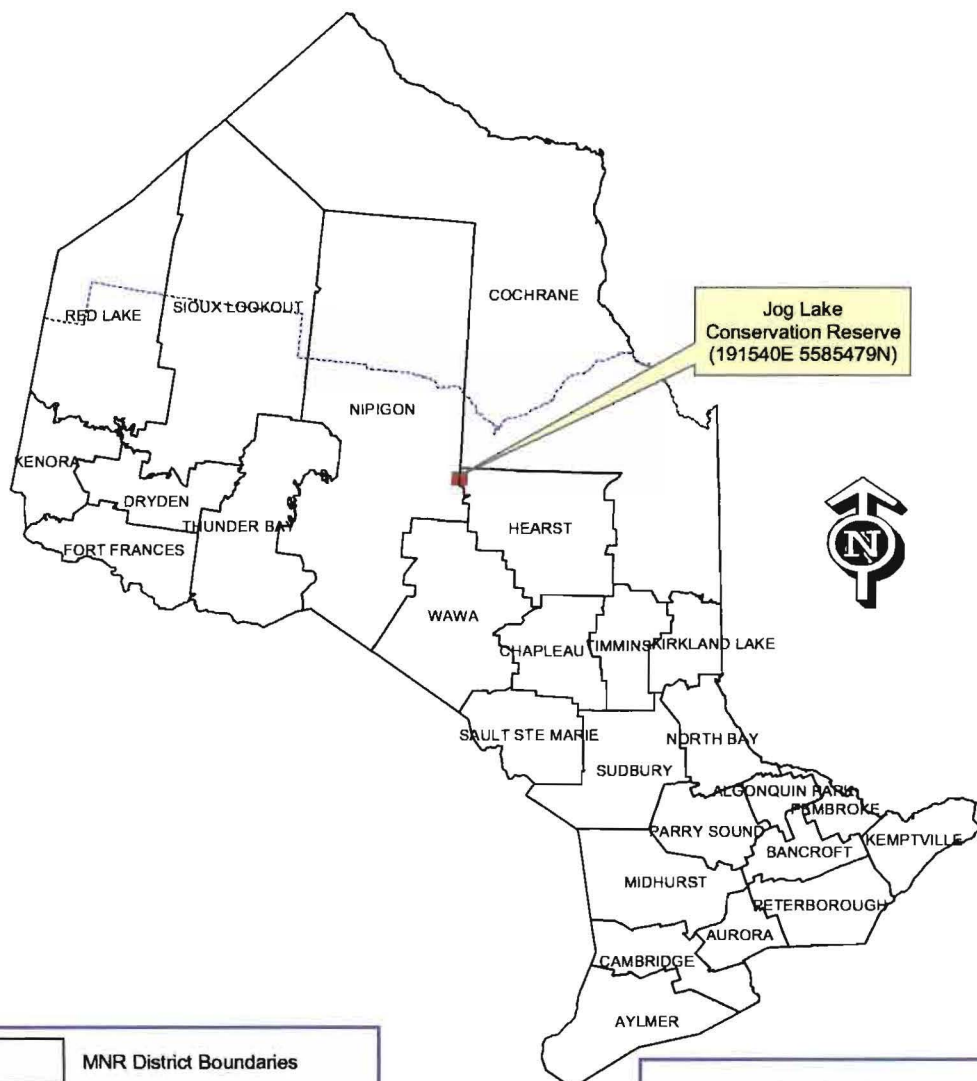 COCHRANE
RED LAKE
SIOUX LOOKOUT
Jog Lake
Conservation Reserve
(191540E 5585479N)
NIPIGON
KENORA
DRYDEN
THUNDER BAY
FORT FRANCES
HEARST
N
WAWA
CHAPLEAU
TIMMINS
KIRKLAND LAKE
SAULT STE MARIE
NORTH BAY
SUDBURY
ALGONQUIN PARK
PEMBROKE
PARRY SOUND
KEMPTVILLE
BANCROFT
MIDHURST
PETERBOROUGH
AURORA
CAMBRIDGE
AYLMER
MNR District Boundaries